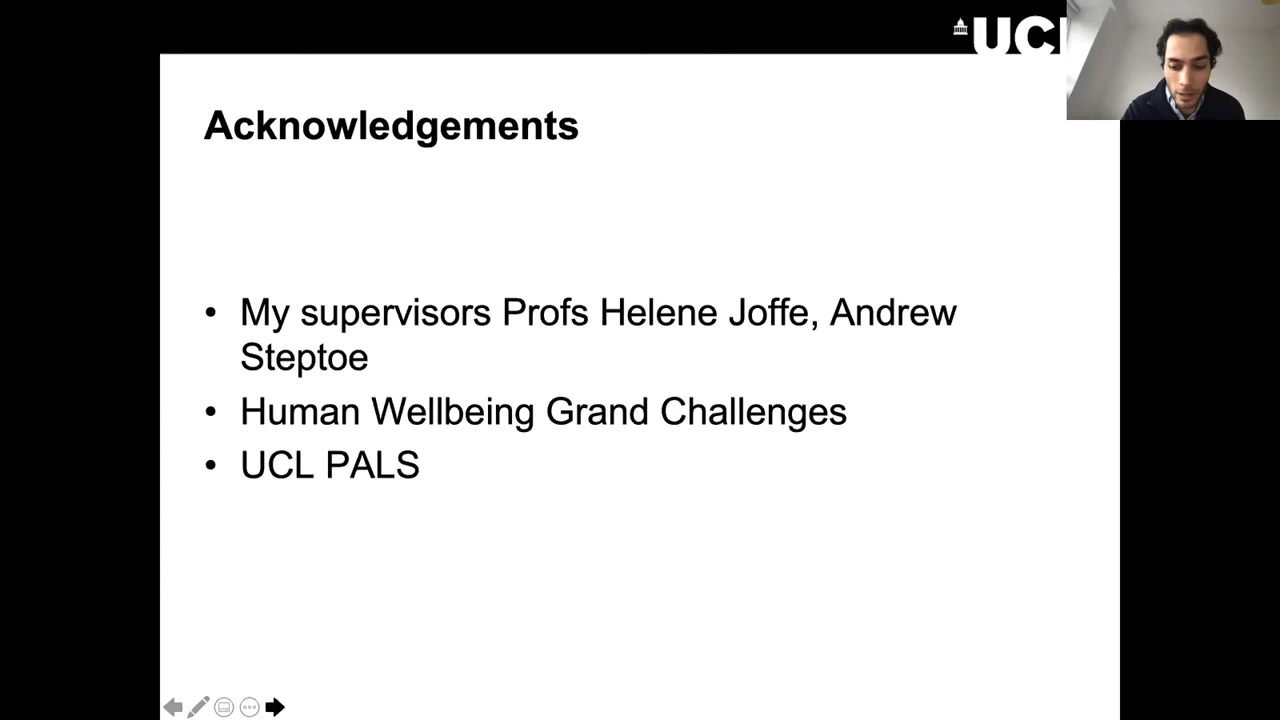 UCL
Acknowledgements
• My supervisors Profs Helene Joffe, Andrew
Steptoe
• Human Wellbeing Grand Challenges
• UCL PALS